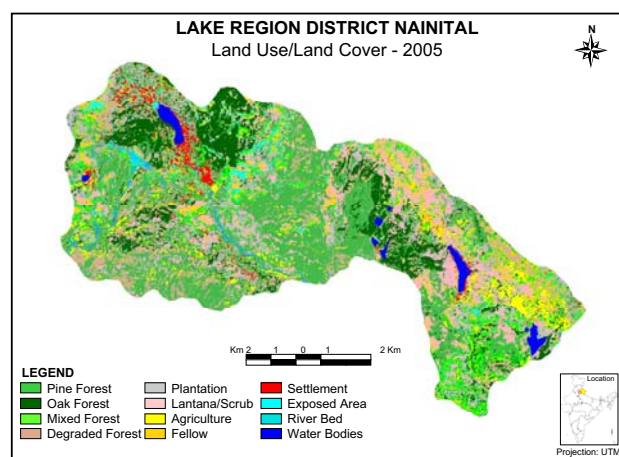 LAKE REGION DISTRICT NAINITAL
Land Use/Land Cover - 2005
N
Km 2 1 0 1 2 Km
LEGEND
Pine Forest
Oak Forest
Mixed Forest
Degraded Forest
Plantation
Lantana/Scrub
Agriculture
Fellow
Settlement
Exposed Area
River Bed
Water Bodies
Location
Projection: UTM